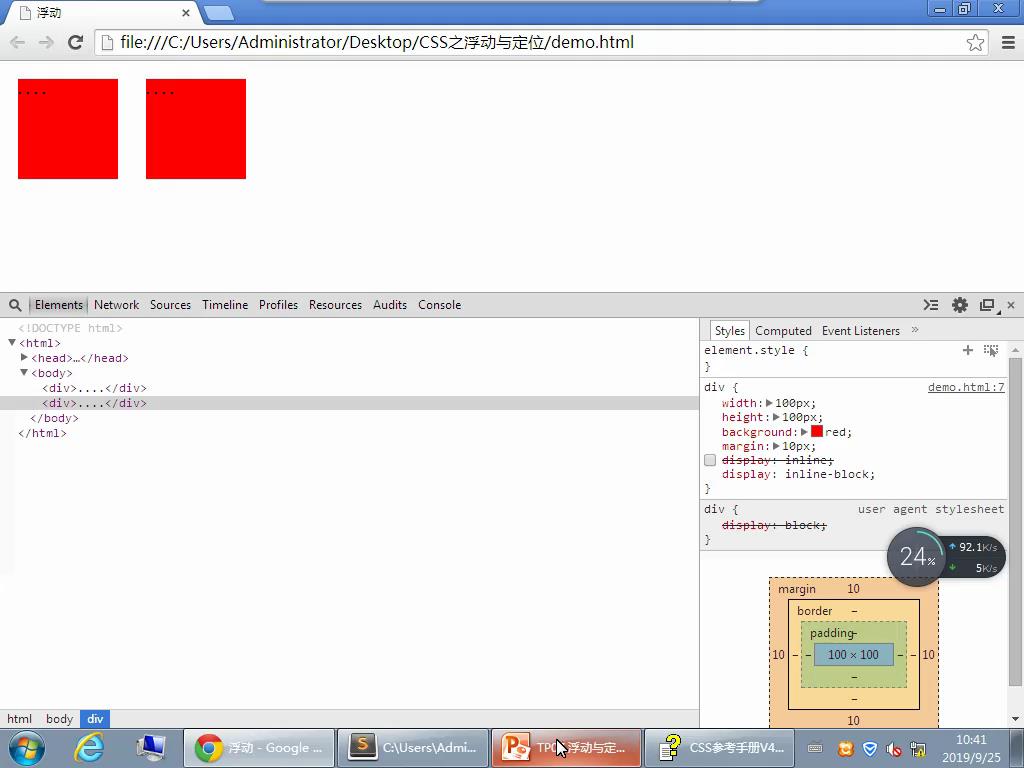 浮动
file:///C:/Users/Administrator/Desktop/CSS之浮动与定位/demo.html
.... ....
Elements Network Sources Timeline Profiles Resources Audits Console
<!DOCTYPE html>
<html>
<head>…</head>
<body>
<div>....</div>
<div>....</div>
</body>
</html>
Styles Computed Event Listeners »
element.style {
}
div { demo.html:7
width: 100px;
height: 100px;
background: red;
margin: 10px;
display: inline;
display: inline-block;
}
div { user agent stylesheet
display: block;
}
24% 92.1K/s
5K/s
margin 10
border –
padding –
10 – – 100 × 100 – – 10
–
–
10
html body div
浮动 - Google ... C:\Users\Admi... 浮动与定... CSS参考手册V4...
10:41
2019/9/25